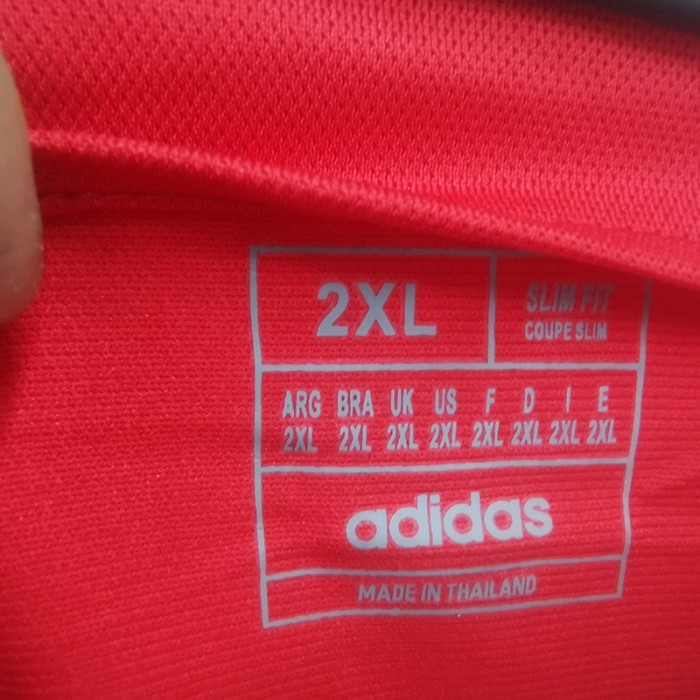 2XL
SLIM FIT
COUPE SLIM
ARG BRA UK US F D I E
2XL 2XL 2XL 2XL 2XL 2XL 2XL 2XL
adidas
MADE IN THAILAND